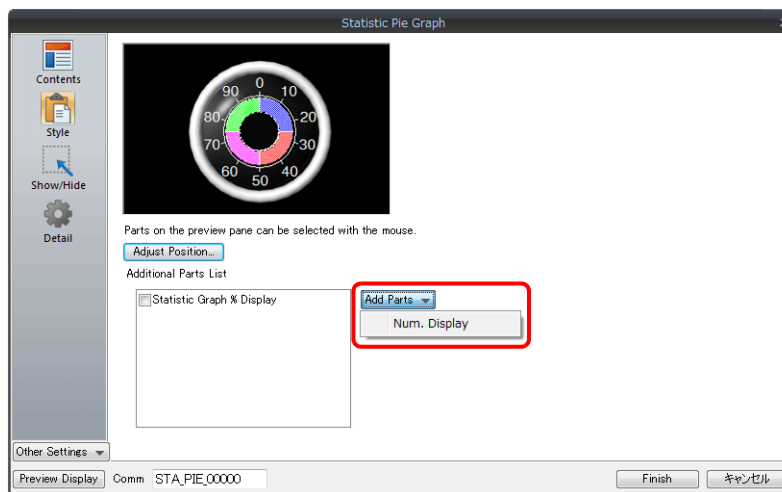 Statistic Pie Graph
Contents
Style
Show/Hide
Detail
0
10
20
30
40
50
60
70
80
90
Parts on the preview pane can be selected with the mouse.
Adjust Position...
Additional Parts List
Statistic Graph % Display
Add Parts
Num. Display
Other Settings
Preview Display
Comm
STA_PIE_00000
Finish
キャンセル